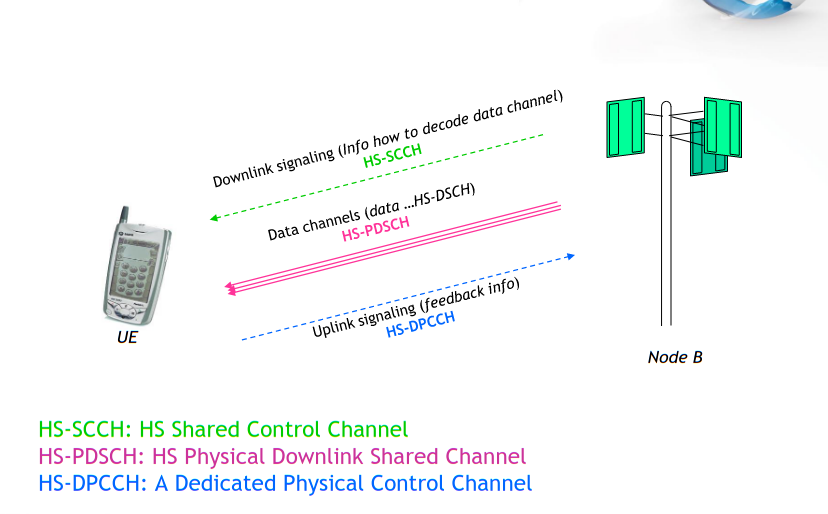 Downlink signaling (Info how to decode data channel)
HS-SCCH
Data channels (data ...HS-DSCH)
HS-PDSCH
Uplink signaling (feedback info)
HS-DPCCH
UE
Node B
HS-SCCH: HS Shared Control Channel
HS-PDSCH: HS Physical Downlink Shared Channel
HS-DPCCH: A Dedicated Physical Control Channel